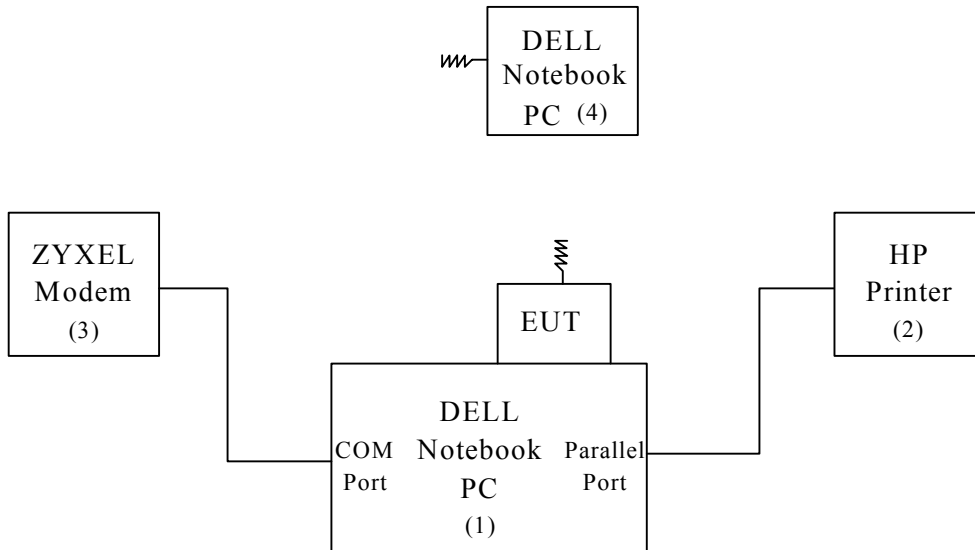 DELL
Notebook
PC (4)
ZYXEL
Modem
(3)
HP
Printer
(2)
EUT
DELL
Notebook
PC
(1)
COM
Port
Parallel
Port